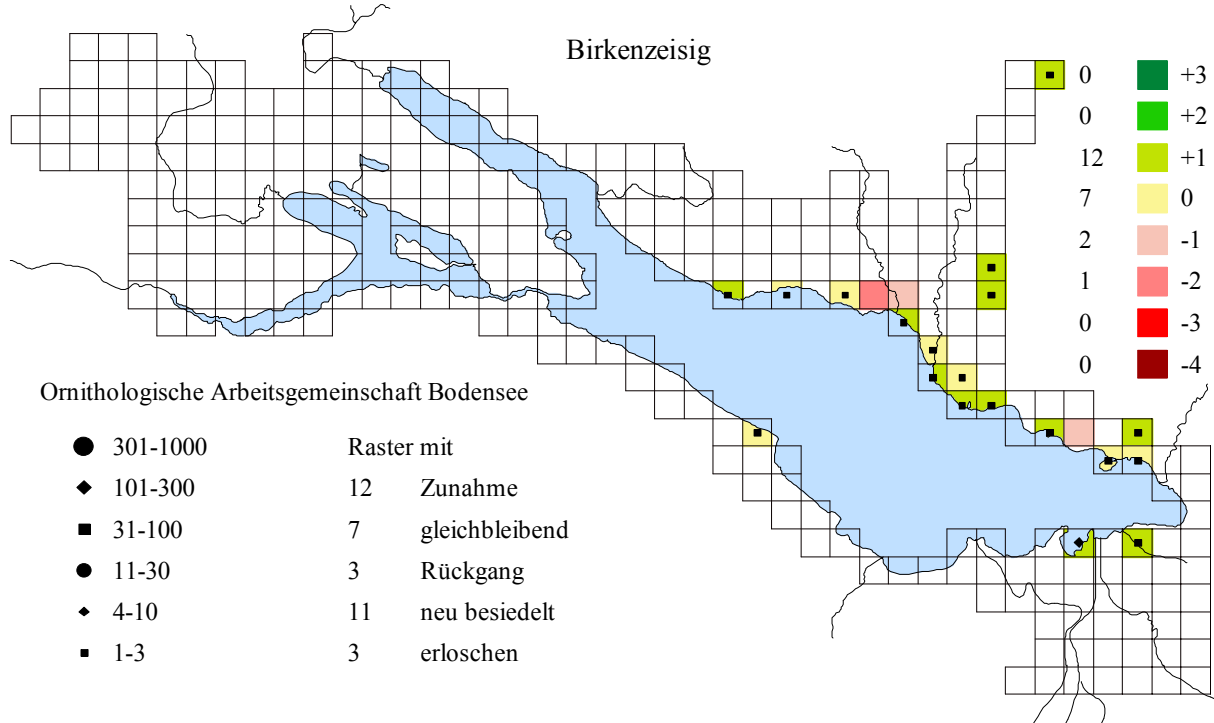 Birkenzeisig
0 +3
0 +2
12 +1
7 0
2 -1
1 -2
0 -3
0 -4
Ornithologische Arbeitsgemeinschaft Bodensee
301-1000 Raster mit
101-300 12 Zunahme
31-100 7 gleichbleibend
11-30 3 Rückgang
4-10 11 neu besiedelt
1-3 3 erloschen